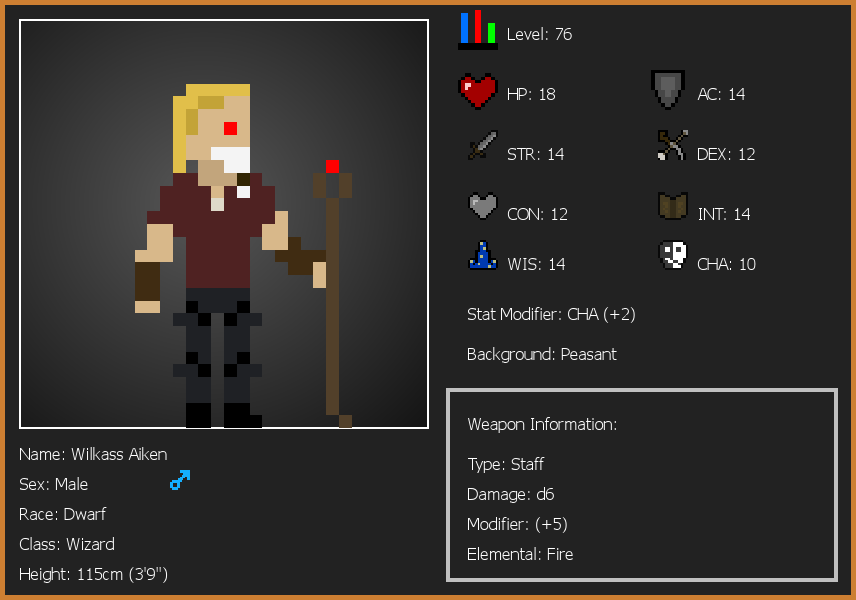 Level: 76
HP: 18
AC: 14
STR: 14
DEX: 12
CON: 12
INT: 14
WIS: 14
CHA: 10
Stat Modifier: CHA (+2)
Background: Peasant
Weapon Information:
Type: Staff
Damage: d6
Modifier: (+5)
Elemental: Fire
Name: Wilkass Aiken
Sex: Male
Race: Dwarf
Class: Wizard
Height: 115cm (3'9")